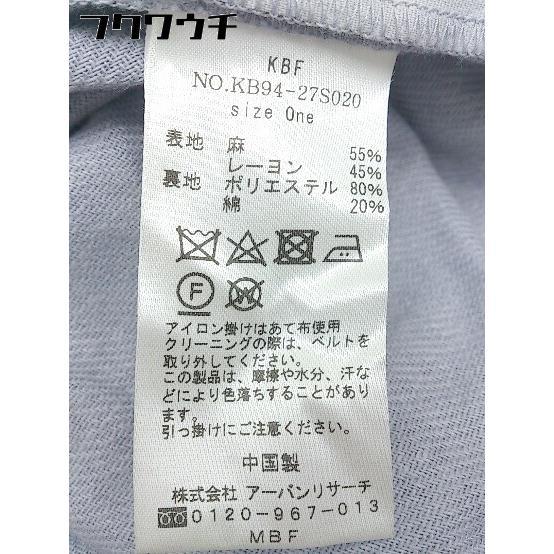 フクウウチ
KBF
NO.KB94-27S020
size One
表地 麻 55%
レーヨン 45%
裏地 ポリエステル 80%
綿 20%
F W
アイロン掛けはあて布使用
クリーニングの際は、ベルトを
取り外してください。
この製品は、摩擦や水分、汗な
どにより色落ちすることがあり
ます。
引っ掛けにご注意ください。
中国製
株式会社 アーバンリサーチ
0120-967-013
MBF